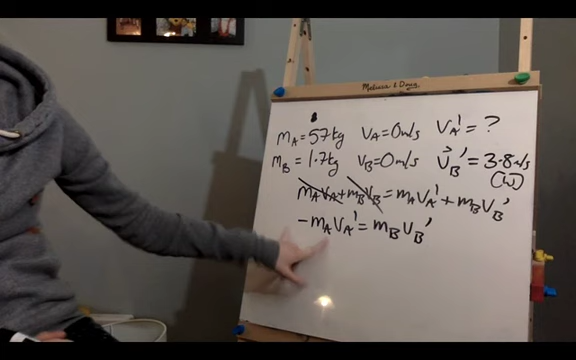 Melissa & Doug
mA = 57kg VA = 0m/s VA' = ?
mB = 1.7kg VB = 0m/s VB' = 3.8m/s
(W)
mAVA + mBVB = mAVA' + mBVB'
-mAVA' = mBVB'